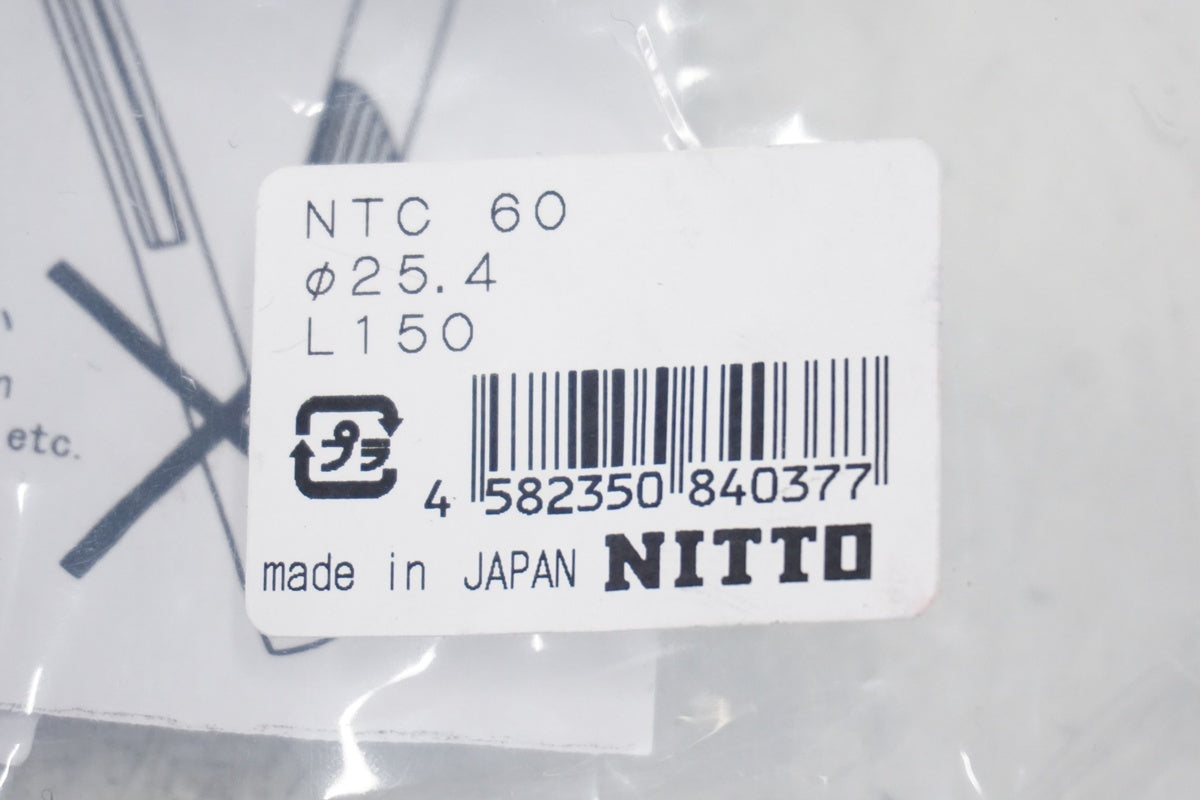 NTC 60
φ25.4
L150
プラ
4 582350 840377
made in JAPAN NITTO
etc.